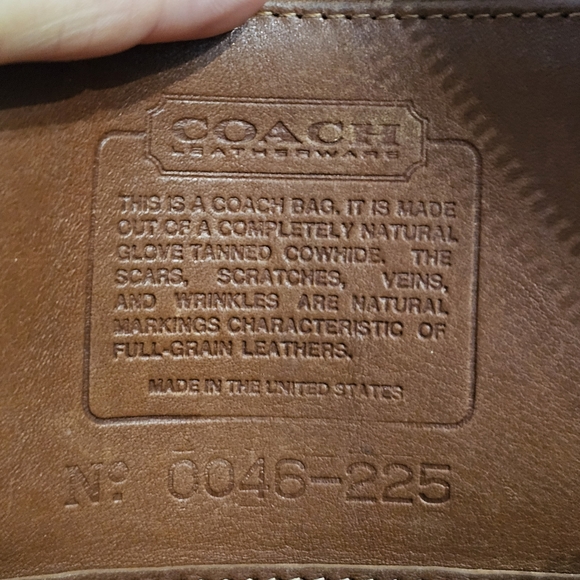 COACH
LEATHERWARE
THIS IS A COACH BAG. IT IS MADE
OUT OF A COMPLETELY NATURAL
GLOVE TANNED COWHIDE. THE
SCARS, SCRATCHES, VEINS,
AND WRINKLES ARE NATURAL
MARKINGS CHARACTERISTIC OF
FULL-GRAIN LEATHERS.
MADE IN THE UNITED STATES
Nº 0046-225